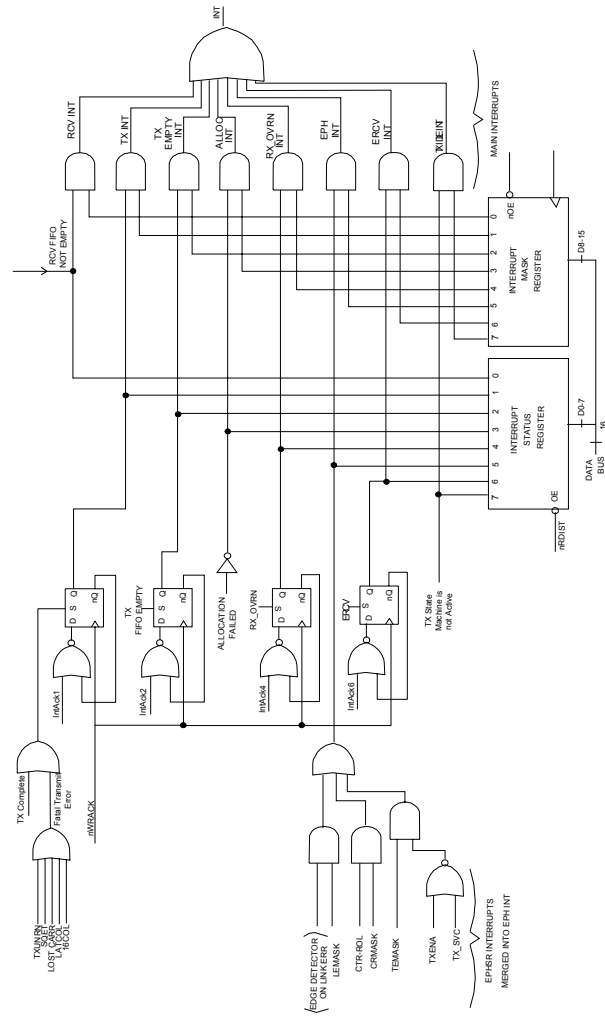 INT
RCV INT
TX INT
TX
EMPTY
INT
ALLOC
INT
RX_OVRN
INT
EPH
INT
ERCV
INT
MAIN INTERRUPTS
RCV FIFO
NOT EMPTY
0
1
2
3
4
5
6
7
nOE
INTERRUPT
MASK
REGISTER
D8-15
0
1
2
3
4
5
6
7
INTERRUPT
STATUS
REGISTER
OE
nRDIST
D0-7
DATA
BUS
16
TX Complete
Fatal Transmit
Error
TXUNRN
SQET
LOST_CARR
LATCOL
16COL
nWRACK
IntAck1
D S Q
nQ
IntAck2
TX
FIFO EMPTY
D S Q
nQ
ALLOCATION
FAILED
IntAck4
RX_OVRN
D S Q
nQ
IntAck6
ERCV
D S Q
nQ
TX State
Machine is
not Active
EDGE DETECTOR
ON LINK ERR
LEMASK
CTR-ROL
CRMASK
TEMASK
TXENA
TX_SVC
EPHSR INTERRUPTS
MERGED INTO EPH INT